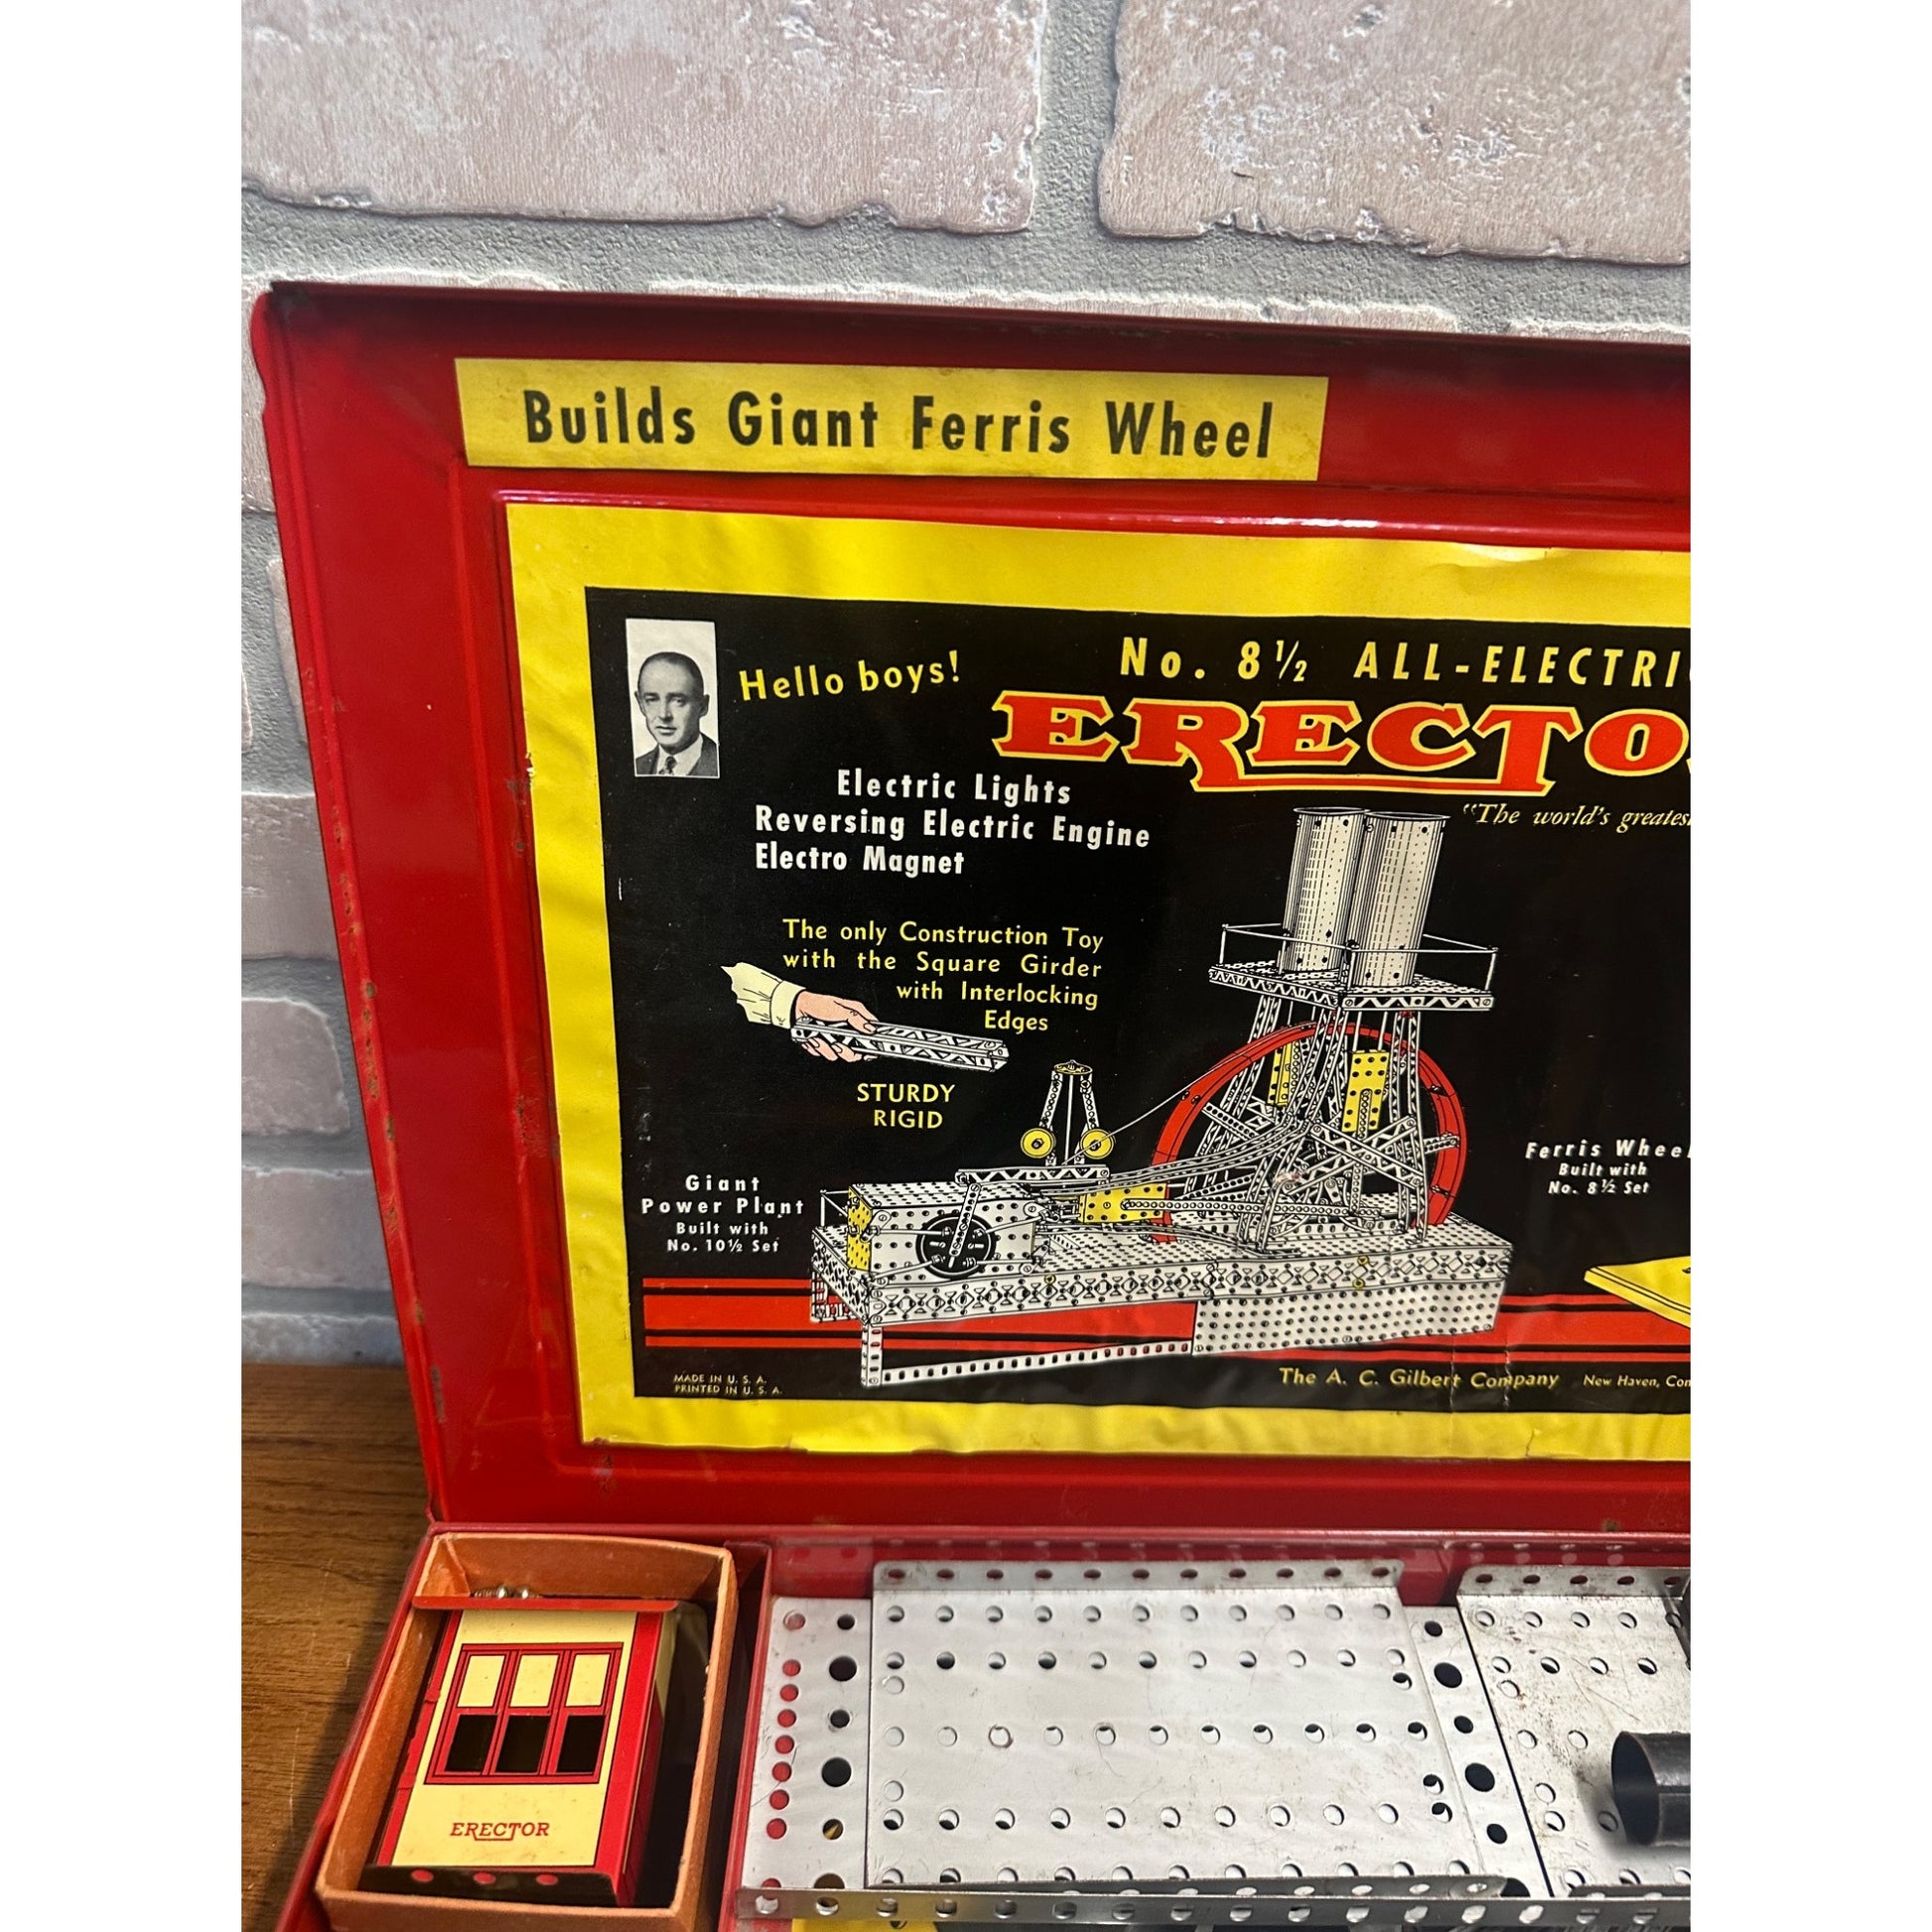 Builds Giant Ferris Wheel
Hello boys!
No. 8½ ALL-ELECTRI
ERECTO
"The world's greates
Electric Lights
Reversing Electric Engine
Electro Magnet
The only Construction Toy
with the Square Girder
with Interlocking
Edges
STURDY
RIGID
Giant
Power Plant
Built with
No. 10½ Set
Ferris Wheel
Built with
No. 8½ Set
MADE IN U. S. A.
PRINTED IN U. S. A.
The A. C. Gilbert Company New Haven, Con
ERECTOR